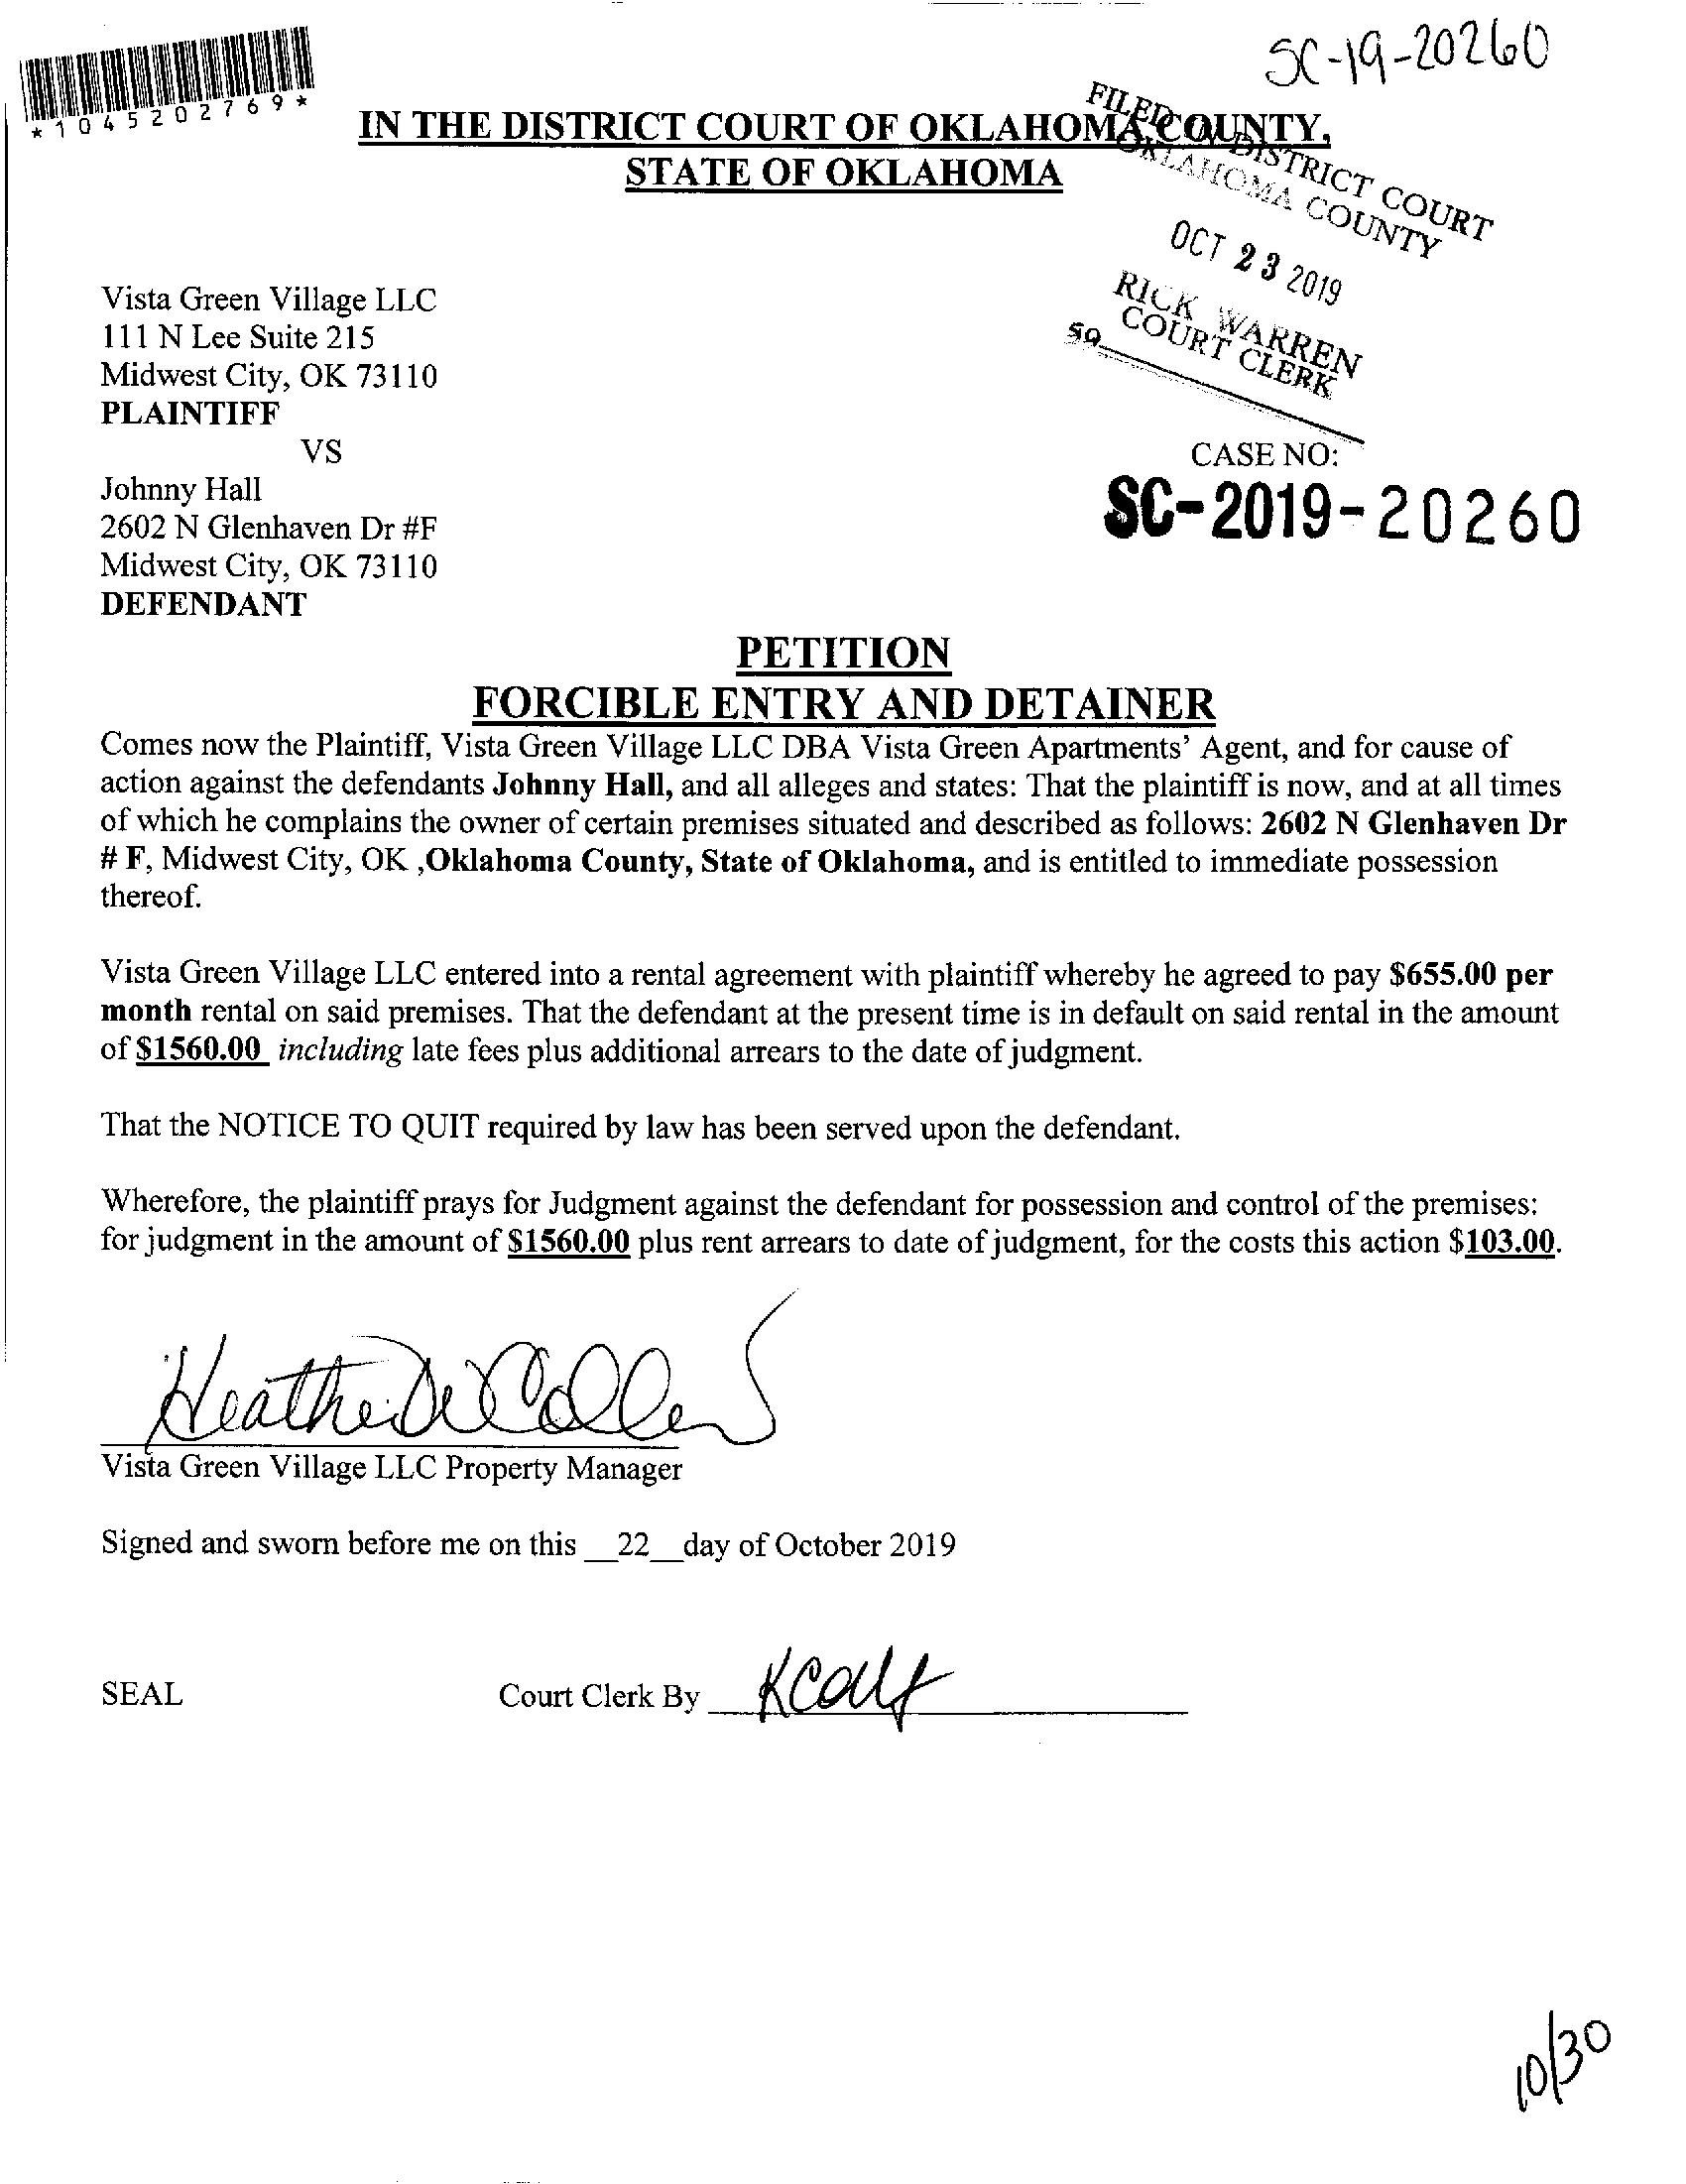 SC-19-20260
*1045202769*
IN THE DISTRICT COURT OF OKLAHOMA COUNTY,
STATE OF OKLAHOMA
FILED IN DISTRICT COURT
OKLAHOMA COUNTY
OCT 23 2019
RICK WARREN
COURT CLERK
59
Vista Green Village LLC
111 N Lee Suite 215
Midwest City, OK 73110
PLAINTIFF
VS
CASE NO:
Johnny Hall
SC-2019-20260
2602 N Glenhaven Dr #F
Midwest City, OK 73110
DEFENDANT
PETITION
FORCIBLE ENTRY AND DETAINER
Comes now the Plaintiff, Vista Green Village LLC DBA Vista Green Apartments' Agent, and for cause of
action against the defendants Johnny Hall, and all alleges and states: That the plaintiff is now, and at all times
of which he complains the owner of certain premises situated and described as follows: 2602 N Glenhaven Dr
# F, Midwest City, OK ,Oklahoma County, State of Oklahoma, and is entitled to immediate possession
thereof.
Vista Green Village LLC entered into a rental agreement with plaintiff whereby he agreed to pay $655.00 per
month rental on said premises. That the defendant at the present time is in default on said rental in the amount
of $1560.00 including late fees plus additional arrears to the date of judgment.
That the NOTICE TO QUIT required by law has been served upon the defendant.
Wherefore, the plaintiff prays for Judgment against the defendant for possession and control of the premises:
for judgment in the amount of $1560.00 plus rent arrears to date of judgment, for the costs this action $103.00.
Vista Green Village LLC Property Manager
Signed and sworn before me on this __22__day of October 2019
SEAL
Court Clerk By
10/30